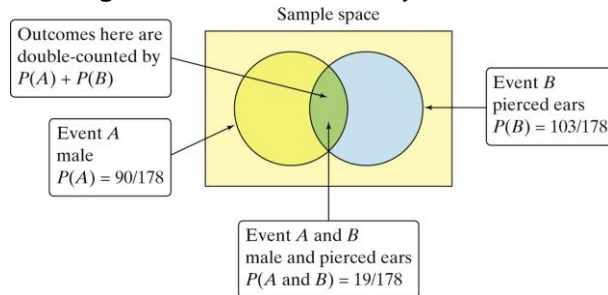 Sample space
Outcomes here are
double-counted by
P(A) + P(B)
Event A
male
P(A) = 90/178
Event B
pierced ears
P(B) = 103/178
Event A and B
male and pierced ears
P(A and B) = 19/178